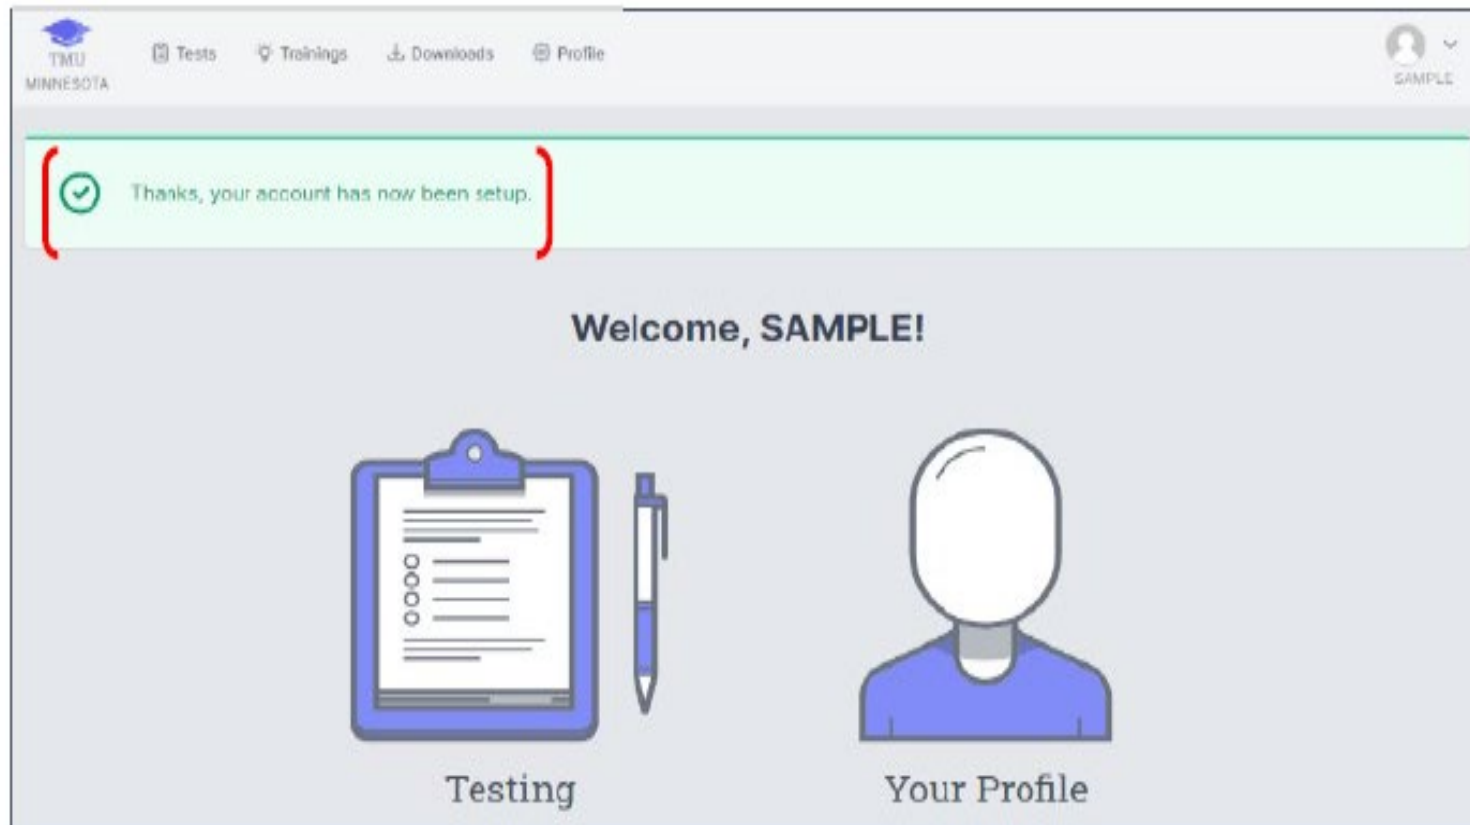 TMU
MINNESOTA
Tests Trainings Downloads Profile
SAMPLE
Thanks, your account has now been setup.
Welcome, SAMPLE!
Testing Your Profile